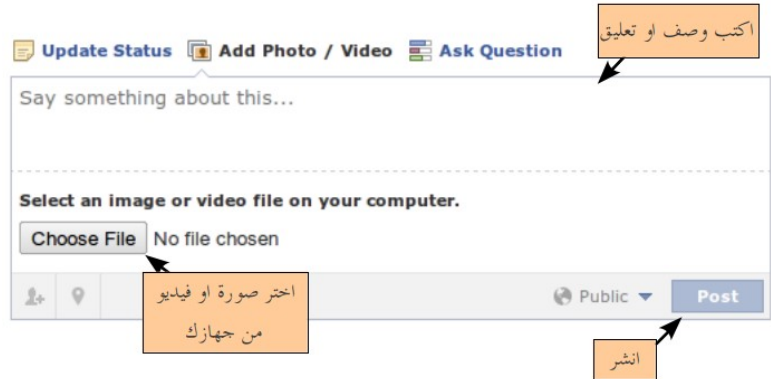 اكتب وصف او تعليق
Update Status Add Photo / Video Ask Question
Say something about this...
Select an image or video file on your computer.
Choose File No file chosen
اختر صورة او فيديو
من جهازك
Public Post
انشر